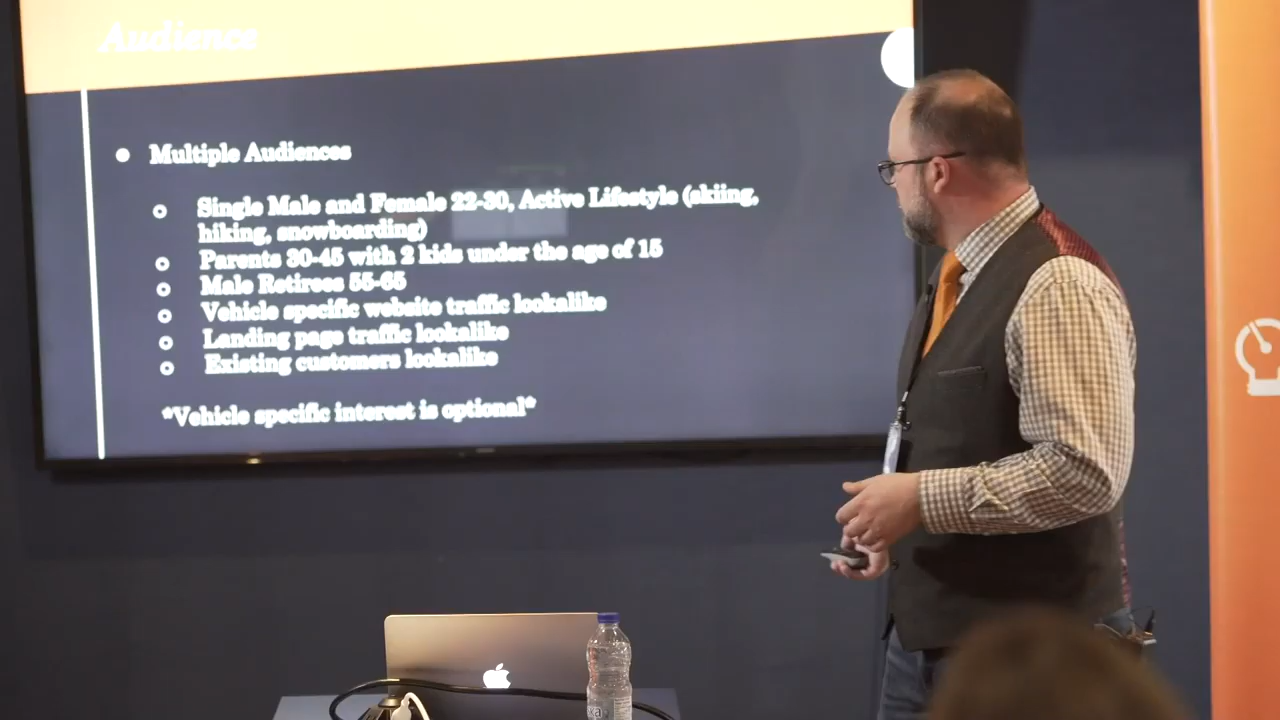 Audience
Multiple Audiences
Single Male and Female 22-30, Active Lifestyle (skiing,
hiking, snowboarding)
Parents 30-45 with 2 kids under the age of 15
Male Retirees 55-65
Vehicle specific website traffic lookalike
Landing page traffic lookalike
Existing customers lookalike
*Vehicle specific interest is optional*